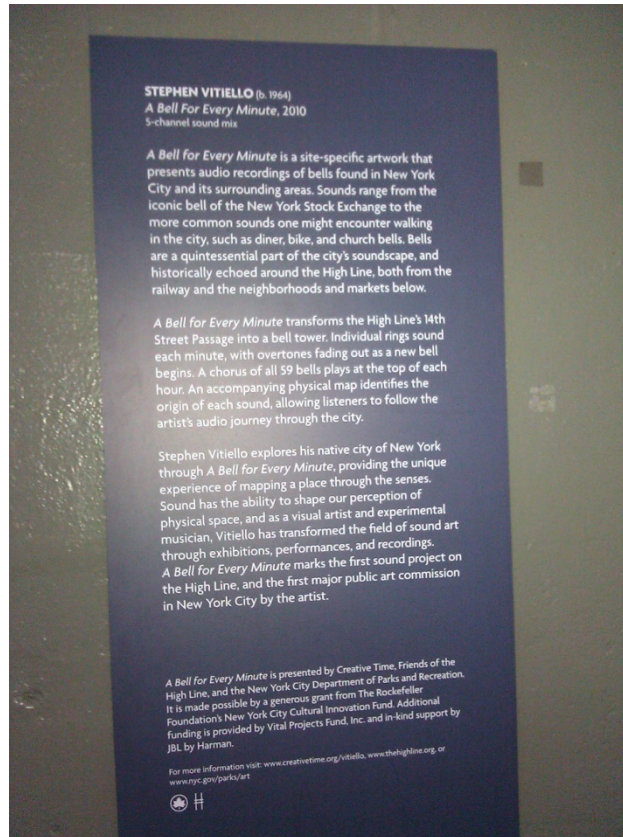 STEPHEN VITIELLO (b. 1964)
A Bell For Every Minute, 2010
5-channel sound mix
A Bell for Every Minute is a site-specific artwork that
presents audio recordings of bells found in New York
City and its surrounding areas. Sounds range from the
iconic bell of the New York Stock Exchange to the
more common sounds one might encounter walking
in the city, such as diner, bike, and church bells. Bells
are a quintessential part of the city's soundscape, and
historically echoed around the High Line, both from the
railway and the neighborhoods and markets below.
A Bell for Every Minute transforms the High Line's 14th
Street Passage into a bell tower. Individual rings sound
each minute, with overtones fading out as a new bell
begins. A chorus of all 59 bells plays at the top of each
hour. An accompanying physical map identifies the
origin of each sound, allowing listeners to follow the
artist's audio journey through the city.
Stephen Vitiello explores his native city of New York
through A Bell for Every Minute, providing the unique
experience of mapping a place through the senses.
Sound has the ability to shape our perception of
physical space, and as a visual artist and experimental
musician, Vitiello has transformed the field of sound art
through exhibitions, performances, and recordings.
A Bell for Every Minute marks the first sound project on
the High Line, and the first major public art commission
in New York City by the artist.
A Bell for Every Minute is presented by Creative Time, Friends of the
High Line, and the New York City Department of Parks and Recreation.
It is made possible by a generous grant from The Rockefeller
Foundation's New York City Cultural Innovation Fund. Additional
funding is provided by Vital Projects Fund, Inc. and in-kind support by
JBL by Harman.
For more information visit: www.creativetime.org/vitiello, www.thehighline.org, or
www.nyc.gov/parks/art